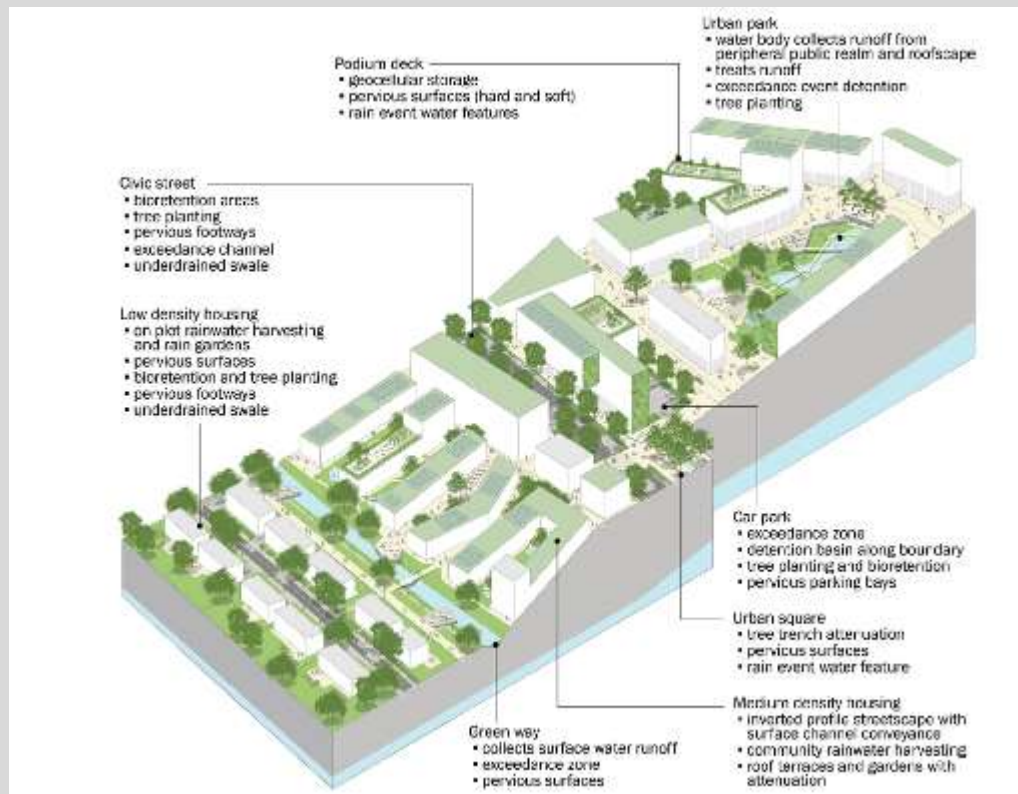 Urban park
• water body collects runoff from
peripheral public realm and roofscape
• treats runoff
• exceedance event detention
• tree planting
Podium deck
• geocellular storage
• pervious surfaces (hard and soft)
• rain event water features
Civic street
• bioretention areas
• tree planting
• pervious footways
• exceedance channel
• underdrained swale
Low density housing
• on plot rainwater harvesting
and rain gardens
• pervious surfaces
• bioretention and tree planting
• pervious footways
• underdrained swale
Car park
• exceedance zone
• detention basin along boundary
• tree planting and bioretention
• pervious parking bays
Urban square
• tree trench attenuation
• pervious surfaces
• rain event water feature
Medium density housing
• inverted profile streetscape with
surface channel conveyance
• community rainwater harvesting
• roof terraces and gardens with
attenuation
Green way
• collects surface water runoff
• exceedance zone
• pervious surfaces